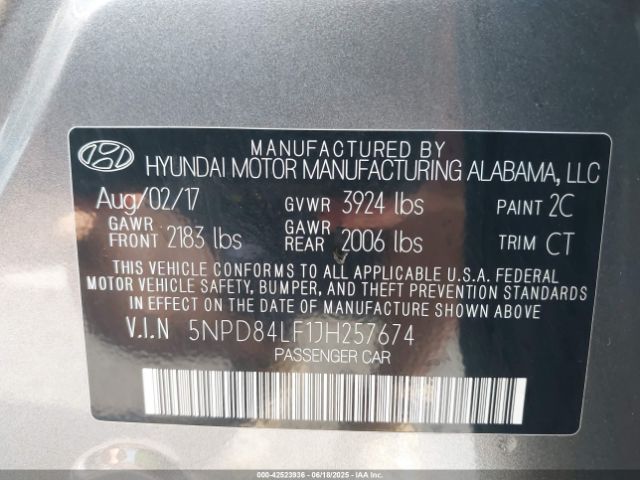 MANUFACTURED BY
HYUNDAI MOTOR MANUFACTURING ALABAMA, LLC
Aug/02/17 GVWR 3924 lbs PAINT 2C
GAWR FRONT 2183 lbs GAWR REAR 2006 lbs TRIM CT
THIS VEHICLE CONFORMS TO ALL APPLICABLE U.S.A. FEDERAL
MOTOR VEHICLE SAFETY, BUMPER, AND THEFT PREVENTION STANDARDS
IN EFFECT ON THE DATE OF MANUFACTURE SHOWN ABOVE
V.I.N 5NPD84LF1JH257674
PASSENGER CAR
000-42523936 - 06/18/2025 - IAAI.COM